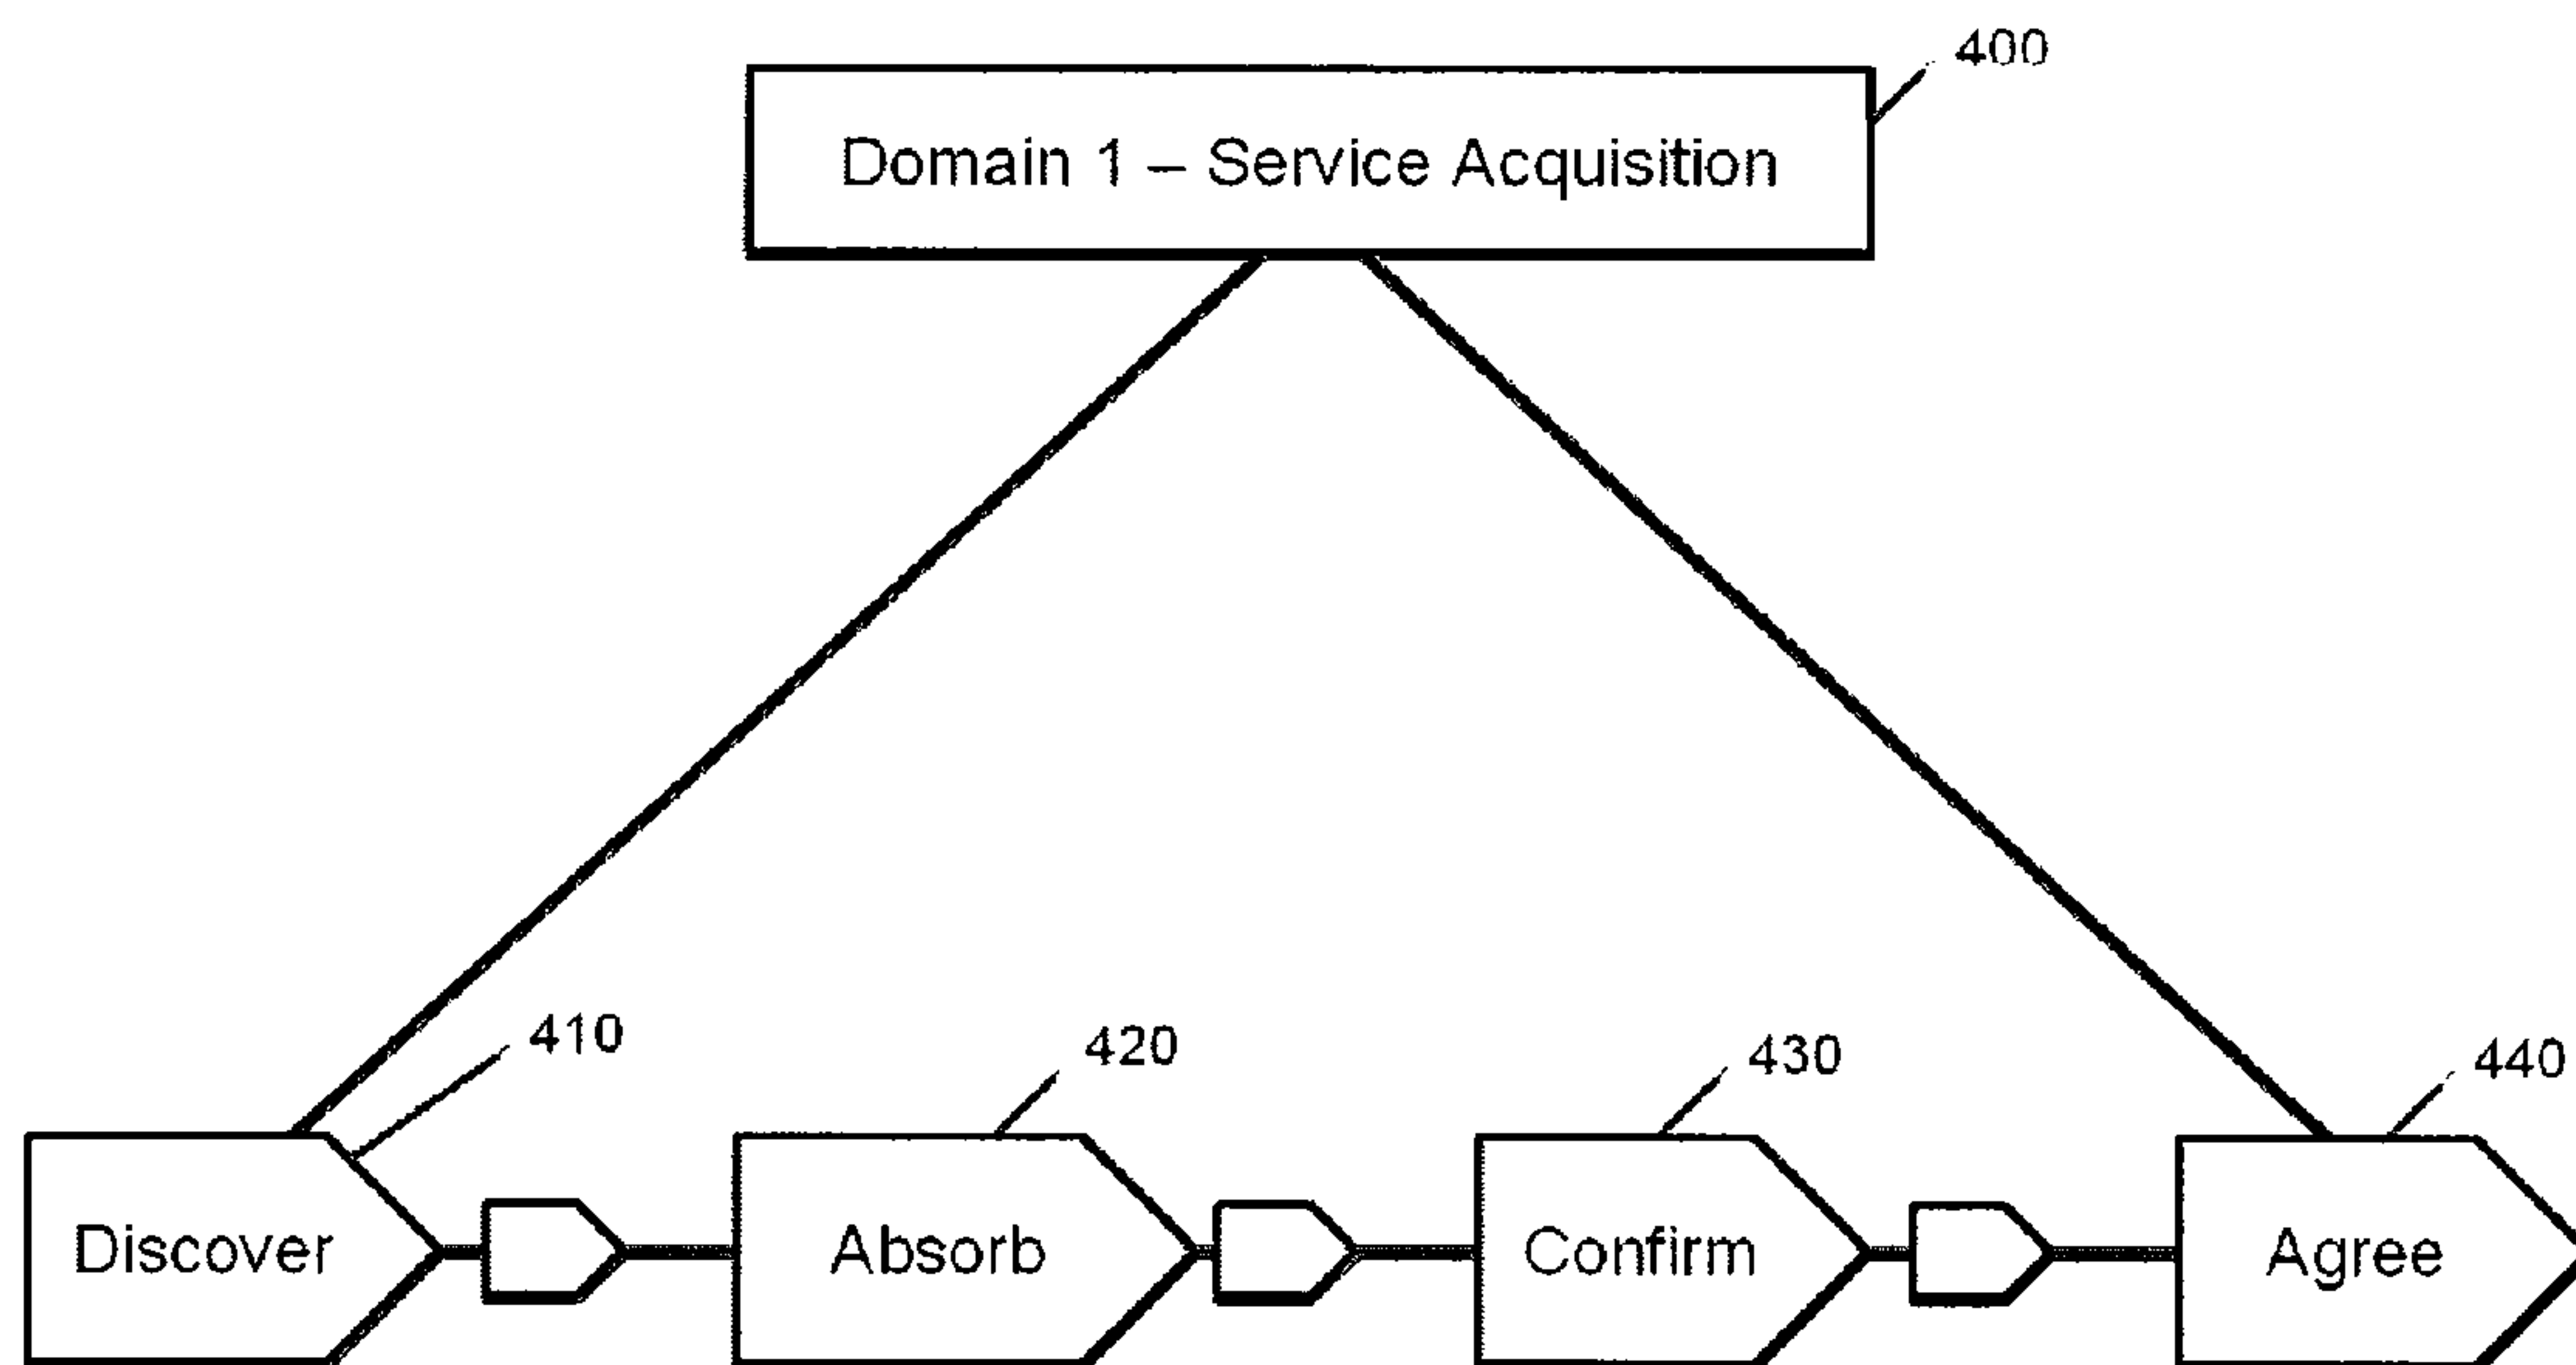 400
Domain 1 – Service Acquisition
410
420
430
440
Discover
Absorb
Confirm
Agree